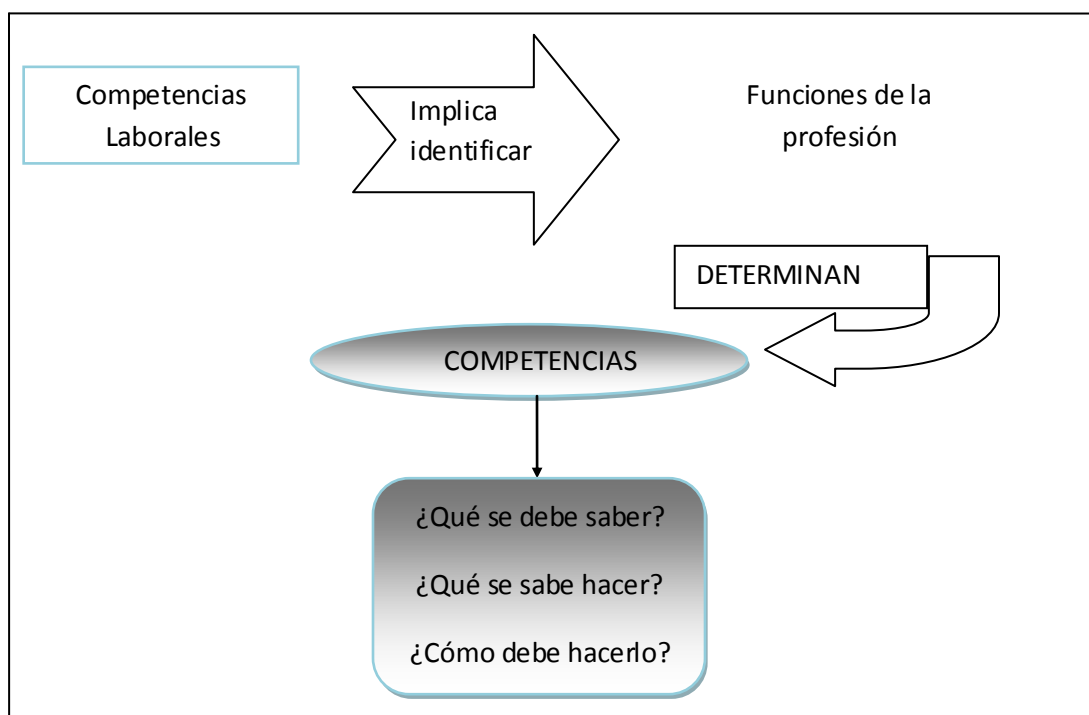 Competencias
Laborales
Implica
identificar
Funciones de la
profesión
DETERMINAN
COMPETENCIAS
¿Qué se debe saber?
¿Qué se sabe hacer?
¿Cómo debe hacerlo?